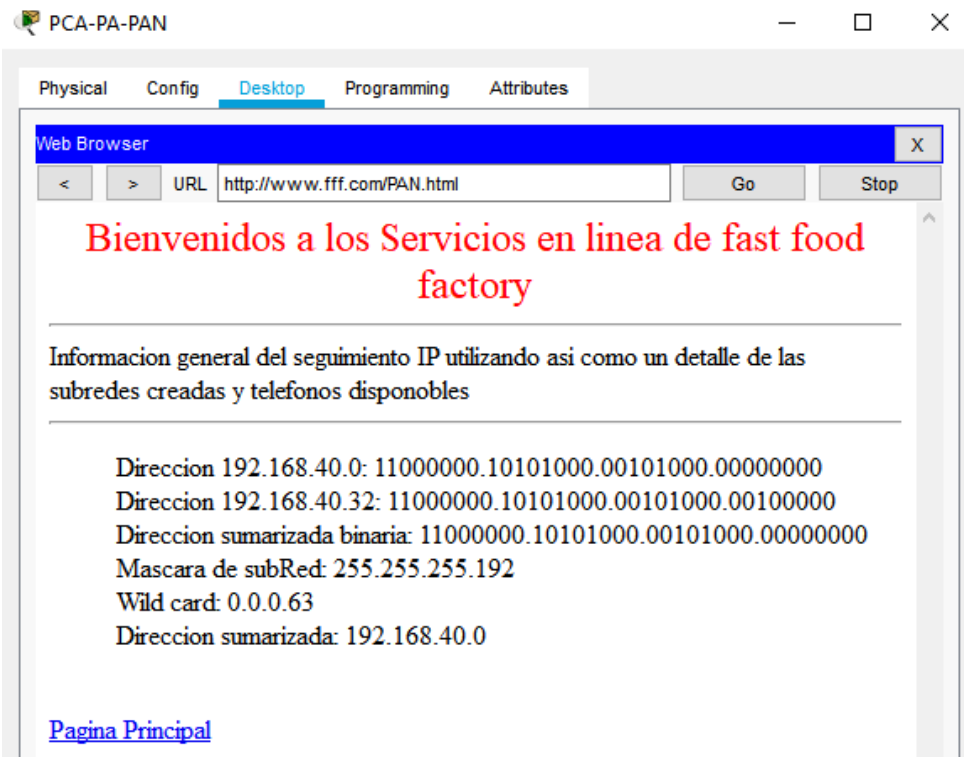 PCA-PA-PAN
Physical Config Desktop Programming Attributes
Web Browser X
< > URL http://www.fff.com/PAN.html Go Stop
Bienvenidos a los Servicios en linea de fast food
factory
Informacion general del seguimiento IP utilizando asi como un detalle de las
subredes creadas y telefonos disponobles
Direccion 192.168.40.0: 11000000.10101000.00101000.00000000
Direccion 192.168.40.32: 11000000.10101000.00101000.00100000
Direccion sumarizada binaria: 11000000.10101000.00101000.00000000
Mascara de subRed: 255.255.255.192
Wild card: 0.0.0.63
Direccion sumarizada: 192.168.40.0
Pagina Principal